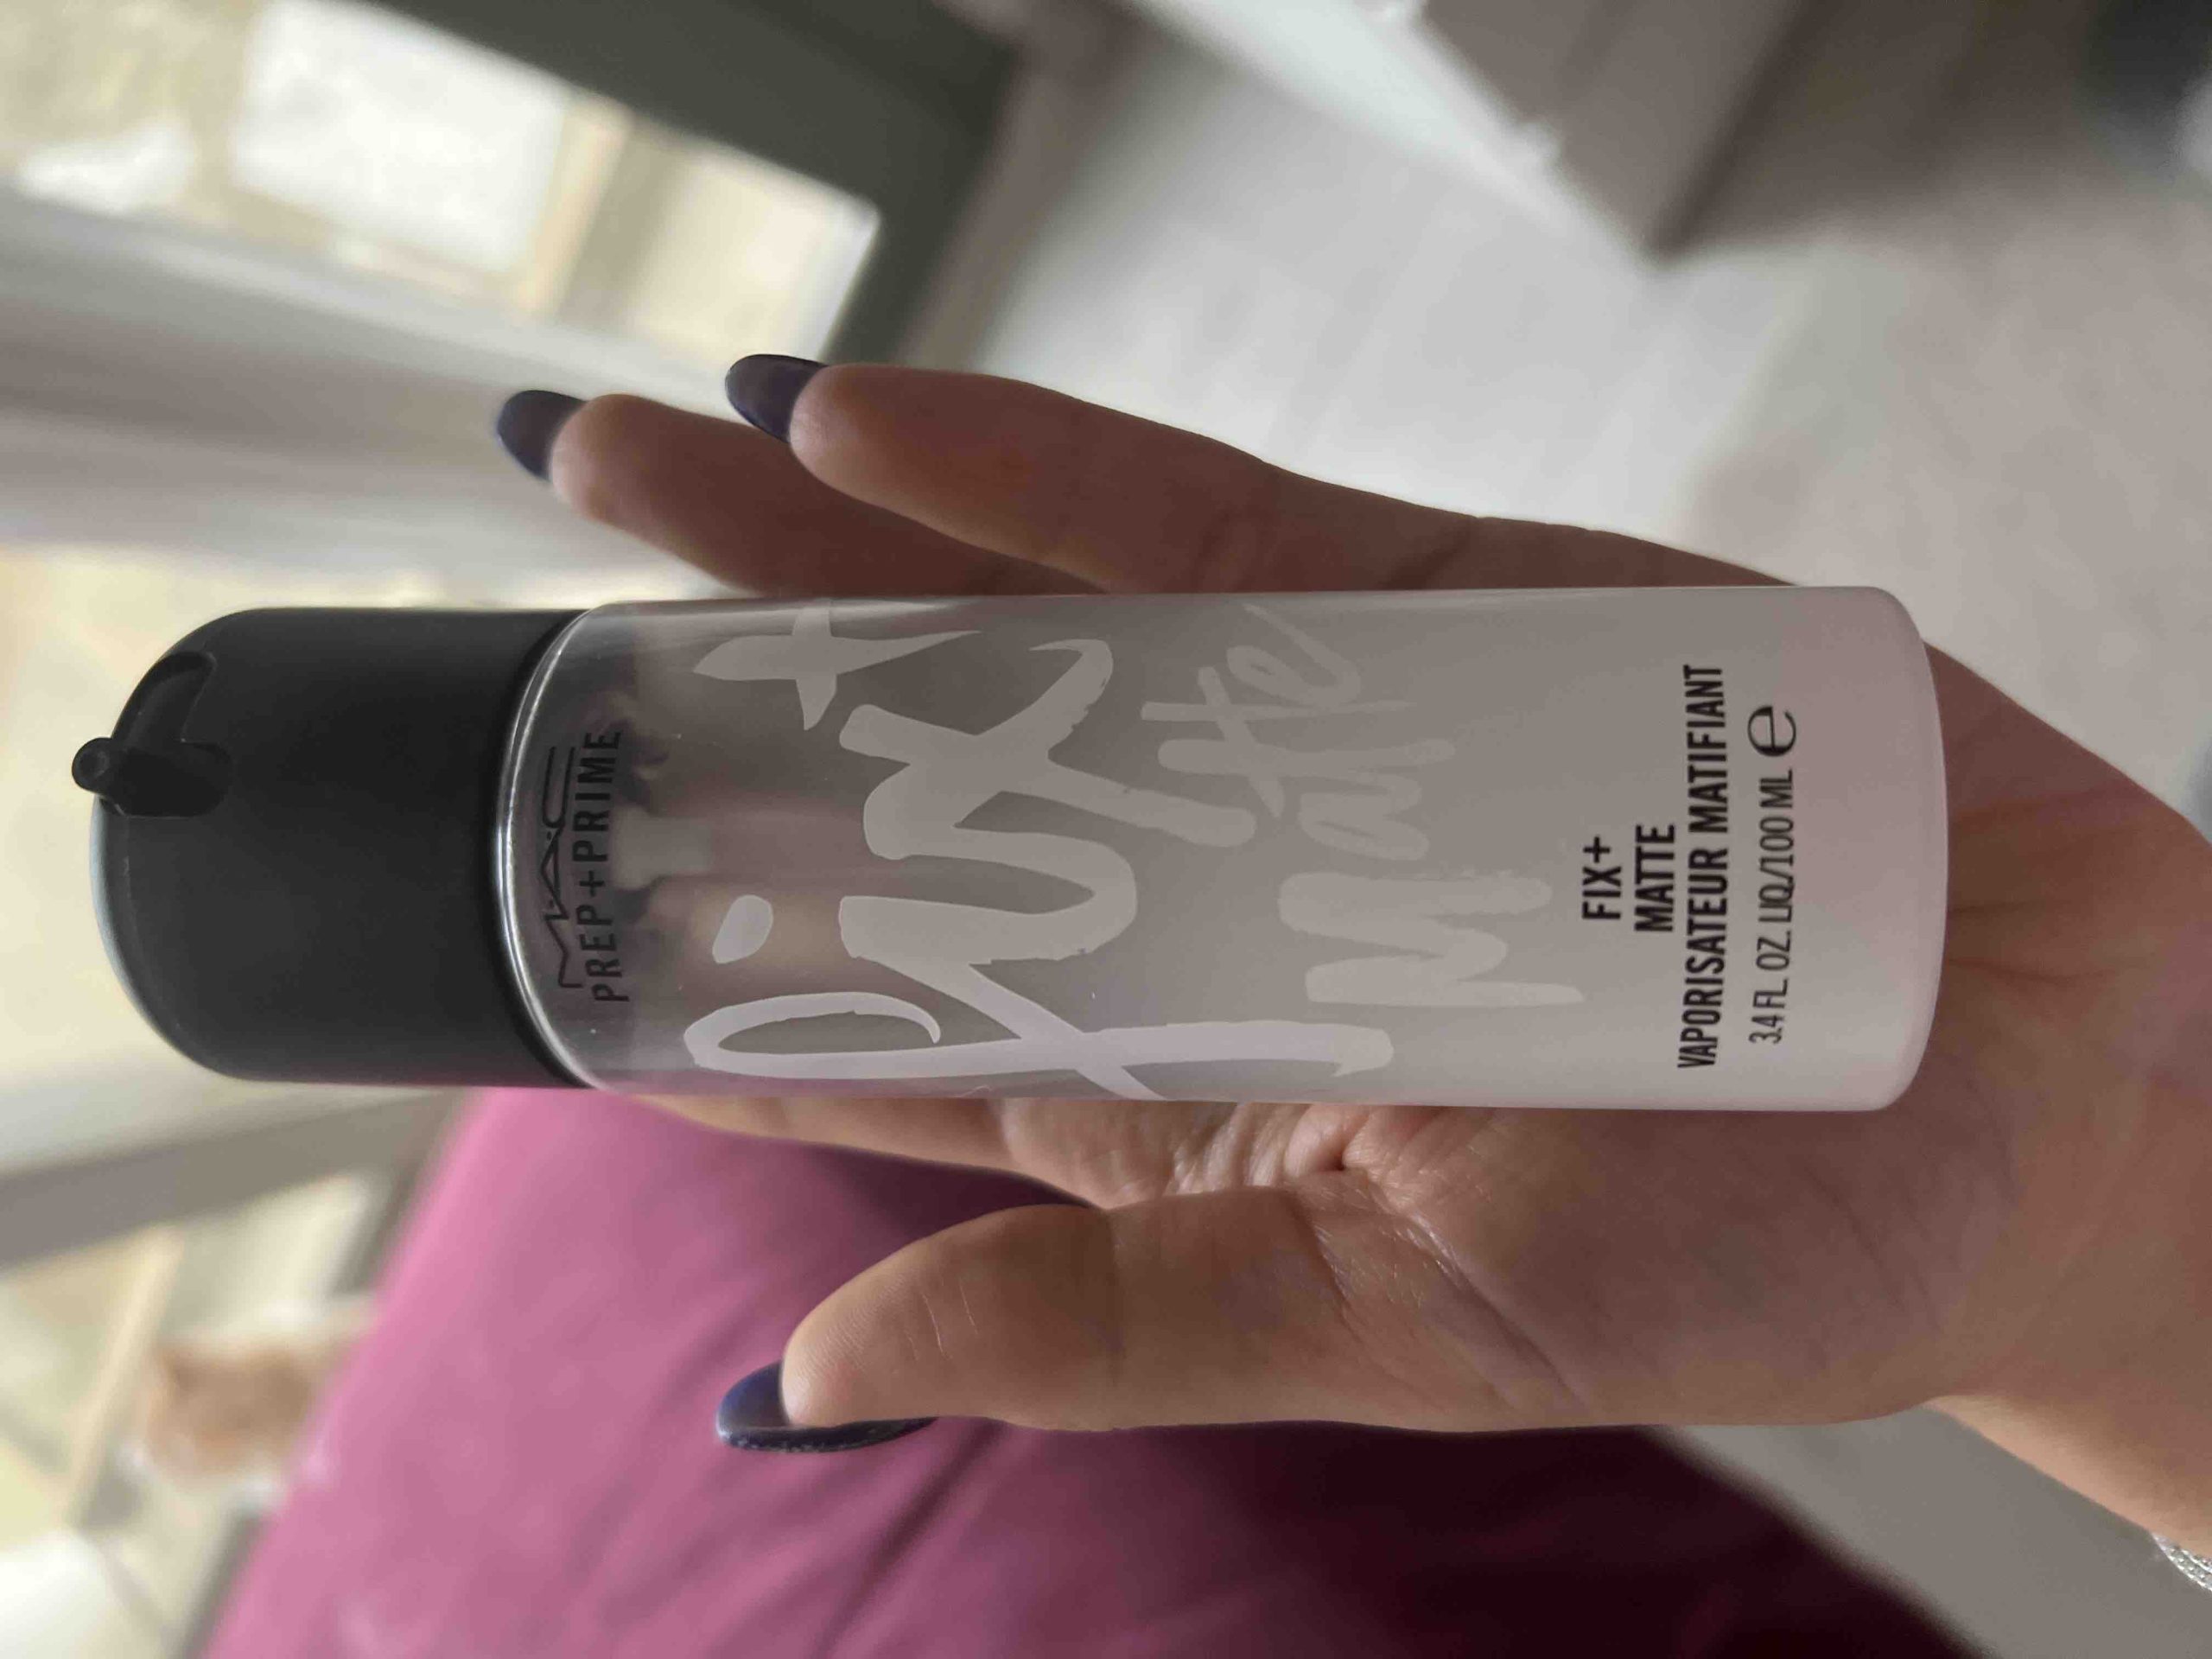 M·A·C
PREP+PRIME
Fix+
matte
FIX+
MATTE
VAPORISATEUR MATIFIANT
3.4 FL. OZ. LIQ./100 ML ℮